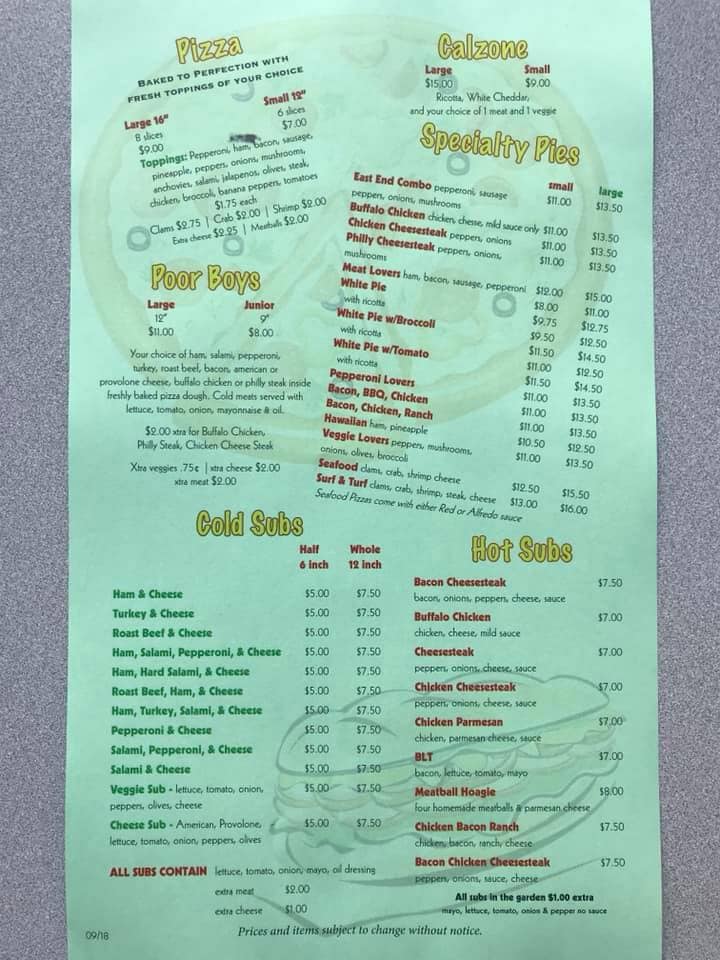 Pizza
Baked to Perfection with
fresh toppings of your choice
Large 16" Small 12"
8 slices 6 slices
$9.00 $7.00
Toppings: Pepperoni, ham, bacon, sausage,
pineapple, peppers, onions, mushrooms,
anchovies, salami, jalapenos, olives, steak,
chicken, broccoli, banana peppers, tomatoes
$1.75 each
Clams $2.75 | Crab $2.00 | Shrimp $2.00
Extra cheese $2.25 | Meatballs $2.00
Poor Boys
Large Junior
12" 9"
$11.00 $8.00
Your choice of ham, salami, pepperoni,
turkey, roast beef, bacon, american or
provolone cheese, buffalo chicken or philly steak inside
freshly baked pizza dough. Cold meats served with
lettuce, tomato, onion, mayonnaise & oil.
$2.00 xtra for Buffalo Chicken,
Philly Steak, Chicken Cheese Steak
Xtra veggies .75¢ | xtra cheese $2.00
xtra meat $2.00
Calzone
Large Small
$15.00 $9.00
Ricotta, White Cheddar,
and your choice of 1 meat and 1 veggie
Specialty Pies
small large
East End Combo pepperoni, sausage $11.00 $13.50
peppers, onions, mushrooms
Buffalo Chicken chicken, chesse, mild sauce only $11.00 $13.50
Chicken Cheesesteak peppers, onions $11.00 $13.50
Philly Cheesesteak peppers, onions, $11.00 $13.50
mushrooms
Meat Lovers ham, bacon, sausage, pepperoni $12.00 $15.00
White Pie $8.00 $11.00
with ricotta $9.75 $12.75
White Pie w/Broccoli $9.50 $12.50
with ricotta $11.50 $14.50
White Pie w/Tomato $11.00 $12.50
with ricotta $11.50 $14.50
Pepperoni Lovers $11.00 $13.50
Bacon, BBQ, Chicken $11.00 $13.50
Bacon, Chicken, Ranch $11.00 $13.50
Hawaiian ham, pineapple $10.50 $12.50
Veggie Lovers peppers, mushrooms, $11.00 $13.50
onions, olives, broccoli
Seafood clams, crab, shrimp cheese $12.50 $15.50
Surf & Turf clams, crab, shrimp, steak, cheese $13.00 $16.00
Seafood Pizzas come with either Red or Alfredo sauce
Cold Subs
Half Whole
6 inch 12 inch
Ham & Cheese $5.00 $7.50
Turkey & Cheese $5.00 $7.50
Roast Beef & Cheese $5.00 $7.50
Ham, Salami, Pepperoni, & Cheese $5.00 $7.50
Ham, Hard Salami, & Cheese $5.00 $7.50
Roast Beef, Ham, & Cheese $5.00 $7.50
Ham, Turkey, Salami, & Cheese $5.00 $7.50
Pepperoni & Cheese $5.00 $7.50
Salami, Pepperoni, & Cheese $5.00 $7.50
Salami & Cheese $5.00 $7.50
Veggie Sub - lettuce, tomato, onion, $5.00 $7.50
peppers, olives, cheese
Cheese Sub - American, Provolone, $5.00 $7.50
lettuce, tomato, onion, peppers, olives
ALL SUBS CONTAIN lettuce, tomato, onion, mayo, oil dressing
extra meat $2.00
extra cheese $1.00
Hot Subs
Bacon Cheesesteak $7.50
bacon, onions, peppers, cheese, sauce
Buffalo Chicken $7.00
chicken, cheese, mild sauce
Cheesesteak $7.00
peppers, onions, cheese, sauce
Chicken Cheesesteak $7.00
peppers, onions, cheese, sauce
Chicken Parmesan $7.00
chicken, parmesan cheese, sauce
BLT $7.00
bacon, lettuce, tomato, mayo
Meatball Hoagie $8.00
four homemade meatballs & parmesan cheese
Chicken Bacon Ranch $7.50
chicken, bacon, ranch, cheese
Bacon Chicken Cheesesteak $7.50
peppers, onions, sauce, cheese
All subs in the garden $1.00 extra
mayo, lettuce, tomato, onion & pepper no sauce
09/18 Prices and items subject to change without notice.